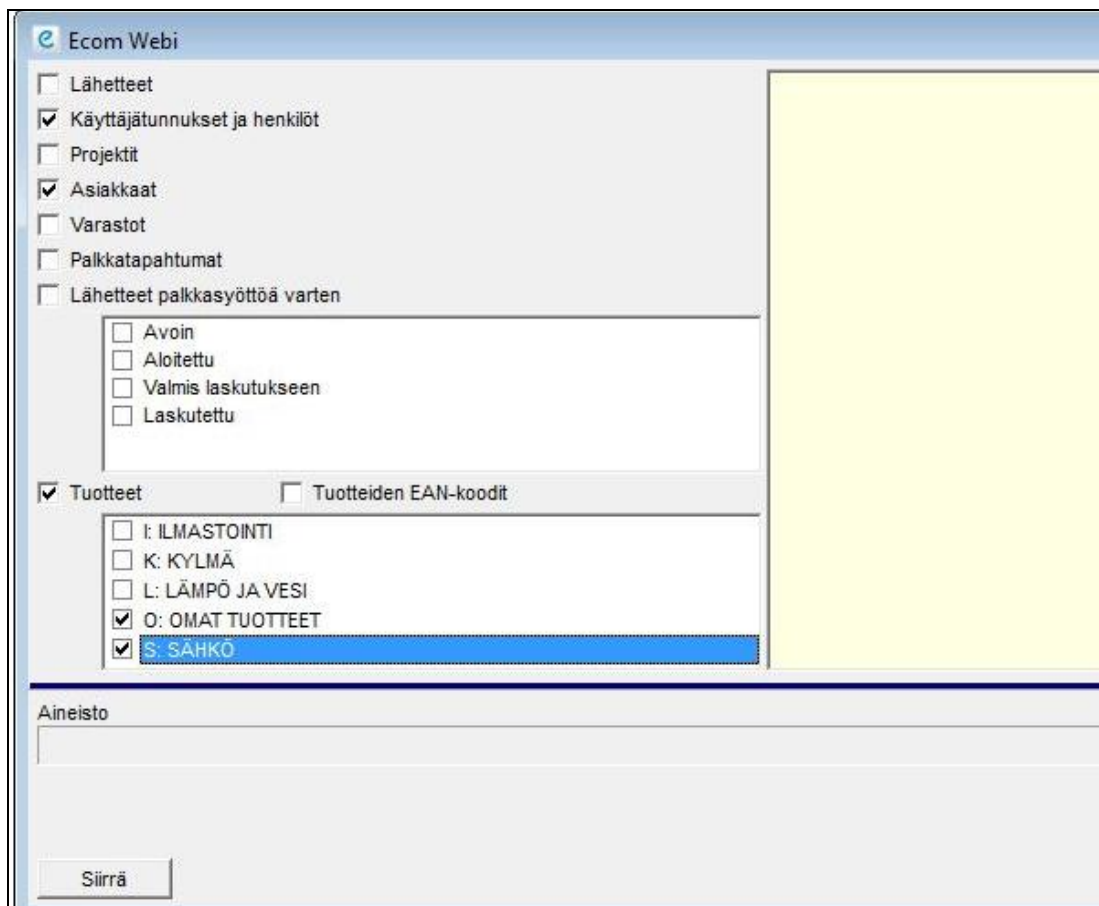 Ecom Webi
Lähetteet
Käyttäjätunnukset ja henkilöt
Projektit
Asiakkaat
Varastot
Palkkatapahtumat
Lähetteet palkkasyöttöä varten
Avoin
Aloitettu
Valmis laskutukseen
Laskutettu
Tuotteet Tuotteiden EAN-koodit
I: ILMASTOINTI
K: KYLMÄ
L: LÄMPÖ JA VESI
O: OMAT TUOTTEET
S: SÄHKÖ
Aineisto
Siirrä